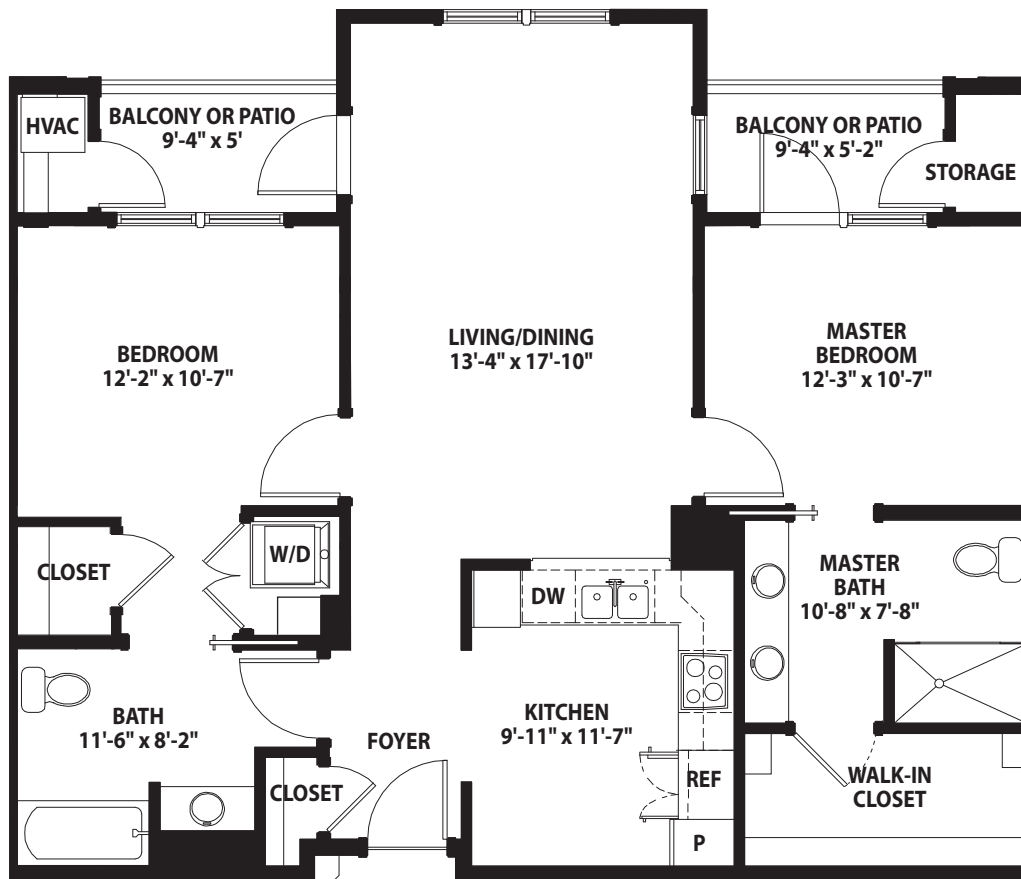 HVAC
BALCONY OR PATIO
9'-4" x 5'
BALCONY OR PATIO
9'-4" x 5'-2"
STORAGE
BEDROOM
12'-2" x 10'-7"
LIVING/DINING
13'-4" x 17'-10"
MASTER
BEDROOM
12'-3" x 10'-7"
CLOSET
W/D
DW
MASTER
BATH
10'-8" x 7'-8"
BATH
11'-6" x 8'-2"
FOYER
KITCHEN
9'-11" x 11'-7"
CLOSET
REF
WALK-IN
CLOSET
P